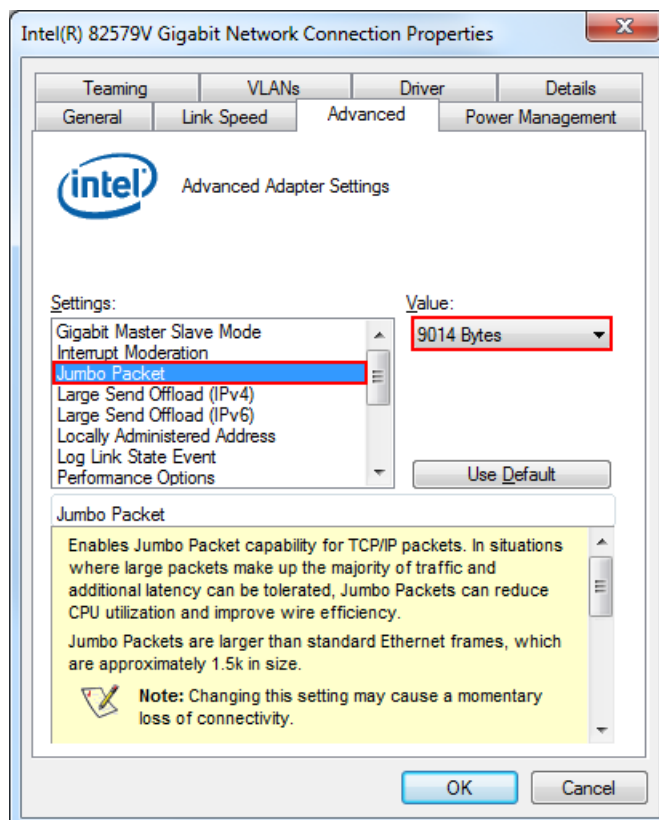 Intel(R) 82579V Gigabit Network Connection Properties
Teaming
VLANs
Driver
Details
General
Link Speed
Advanced
Power Management
intel
Advanced Adapter Settings
Settings:
Value:
Gigabit Master Slave Mode
Interrupt Moderation
Jumbo Packet
Large Send Offload (IPv4)
Large Send Offload (IPv6)
Locally Administered Address
Log Link State Event
Performance Options
9014 Bytes
Use Default
Jumbo Packet
Enables Jumbo Packet capability for TCP/IP packets. In situations
where large packets make up the majority of traffic and
additional latency can be tolerated, Jumbo Packets can reduce
CPU utilization and improve wire efficiency.
Jumbo Packets are larger than standard Ethernet frames, which
are approximately 1.5k in size.
Note: Changing this setting may cause a momentary
loss of connectivity.
OK
Cancel